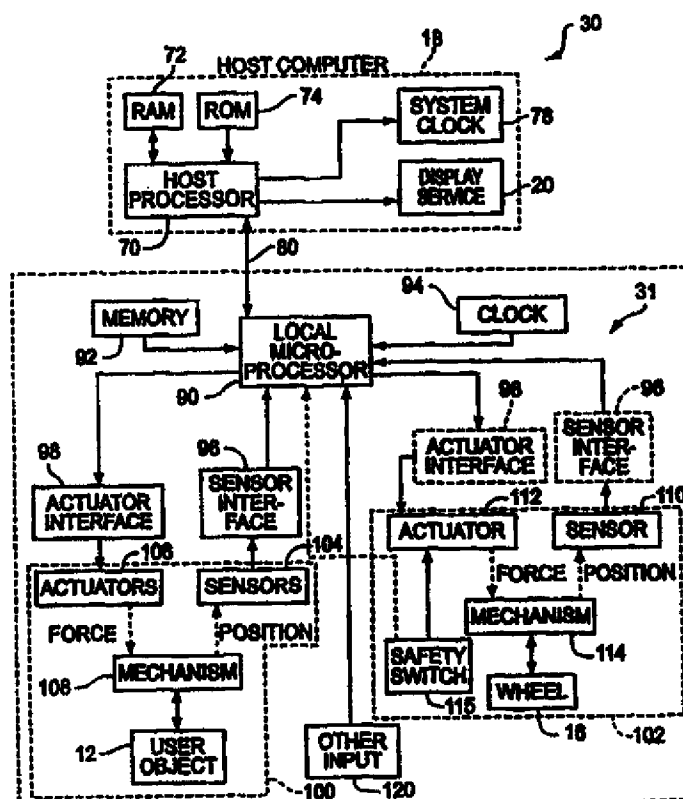 30
18
HOST COMPUTER
72
RAM
74
ROM
SYSTEM
CLOCK
78
HOST
PROCESSOR
70
DISPLAY
SERVICE
20
80
31
94
CLOCK
MEMORY
92
LOCAL
MICRO-
PROCESSOR
90
98
ACTUATOR
INTERFACE
96
SENSOR
INTER-
FACE
98
ACTUATOR
INTERFACE
96
SENSOR
INTER-
FACE
106
ACTUATORS
104
SENSORS
112
ACTUATOR
110
SENSOR
FORCE
POSITION
FORCE
POSITION
108
MECHANISM
MECHANISM
114
SAFETY
SWITCH
115
WHEEL
16
12
USER
OBJECT
100
OTHER
INPUT
120
102